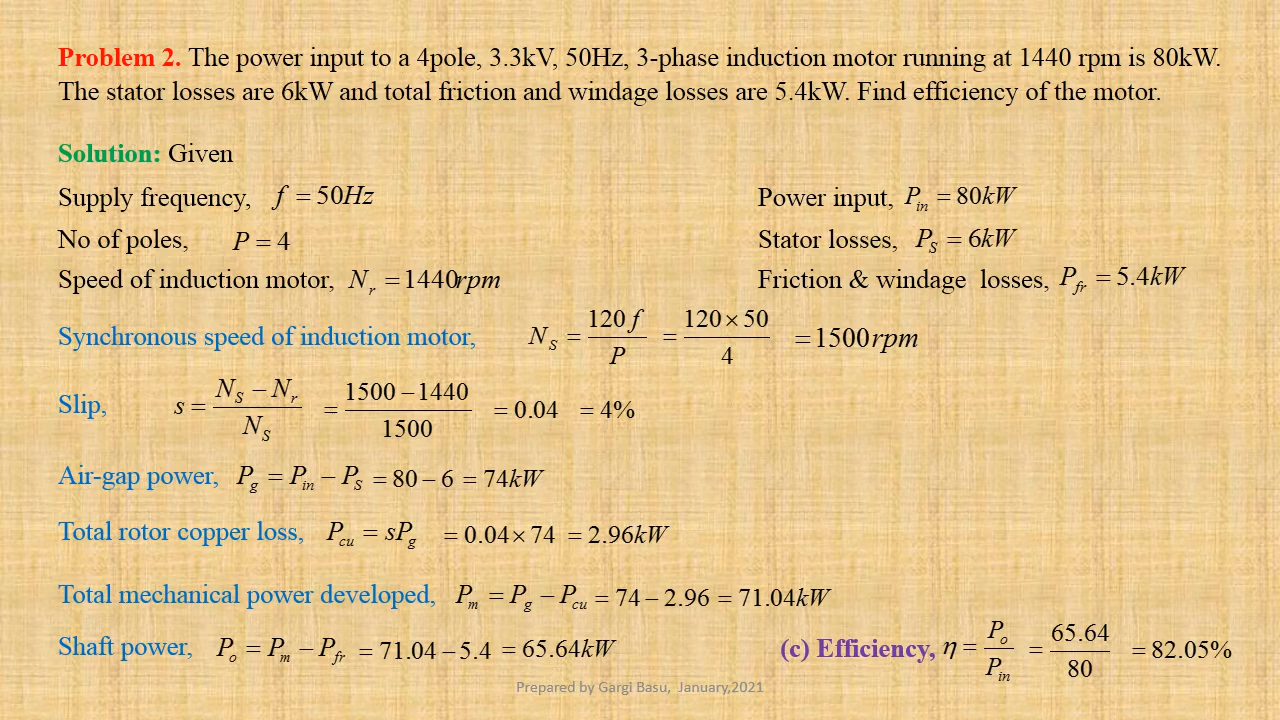 Problem 2. The power input to a 4pole, 3.3kV, 50Hz, 3-phase induction motor running at 1440 rpm is 80kW.
The stator losses are 6kW and total friction and windage losses are 5.4kW. Find efficiency of the motor.
Solution: Given
Supply frequency, f = 50Hz
Power input, P_in = 80kW
No of poles, P = 4
Stator losses, P_S = 6kW
Speed of induction motor, N_r = 1440rpm
Friction & windage losses, P_fr = 5.4kW
Synchronous speed of induction motor, N_S = 120f / P = 120 × 50 / 4 = 1500rpm
Slip, s = (N_S − N_r) / N_S = (1500 − 1440) / 1500 = 0.04 = 4%
Air-gap power, P_g = P_in − P_S = 80 − 6 = 74kW
Total rotor copper loss, P_cu = sP_g = 0.04 × 74 = 2.96kW
Total mechanical power developed, P_m = P_g − P_cu = 74 − 2.96 = 71.04kW
Shaft power, P_o = P_m − P_fr = 71.04 − 5.4 = 65.64kW
(c) Efficiency, η = P_o / P_in = 65.64 / 80 = 82.05%
Prepared by Gargi Basu, January,2021